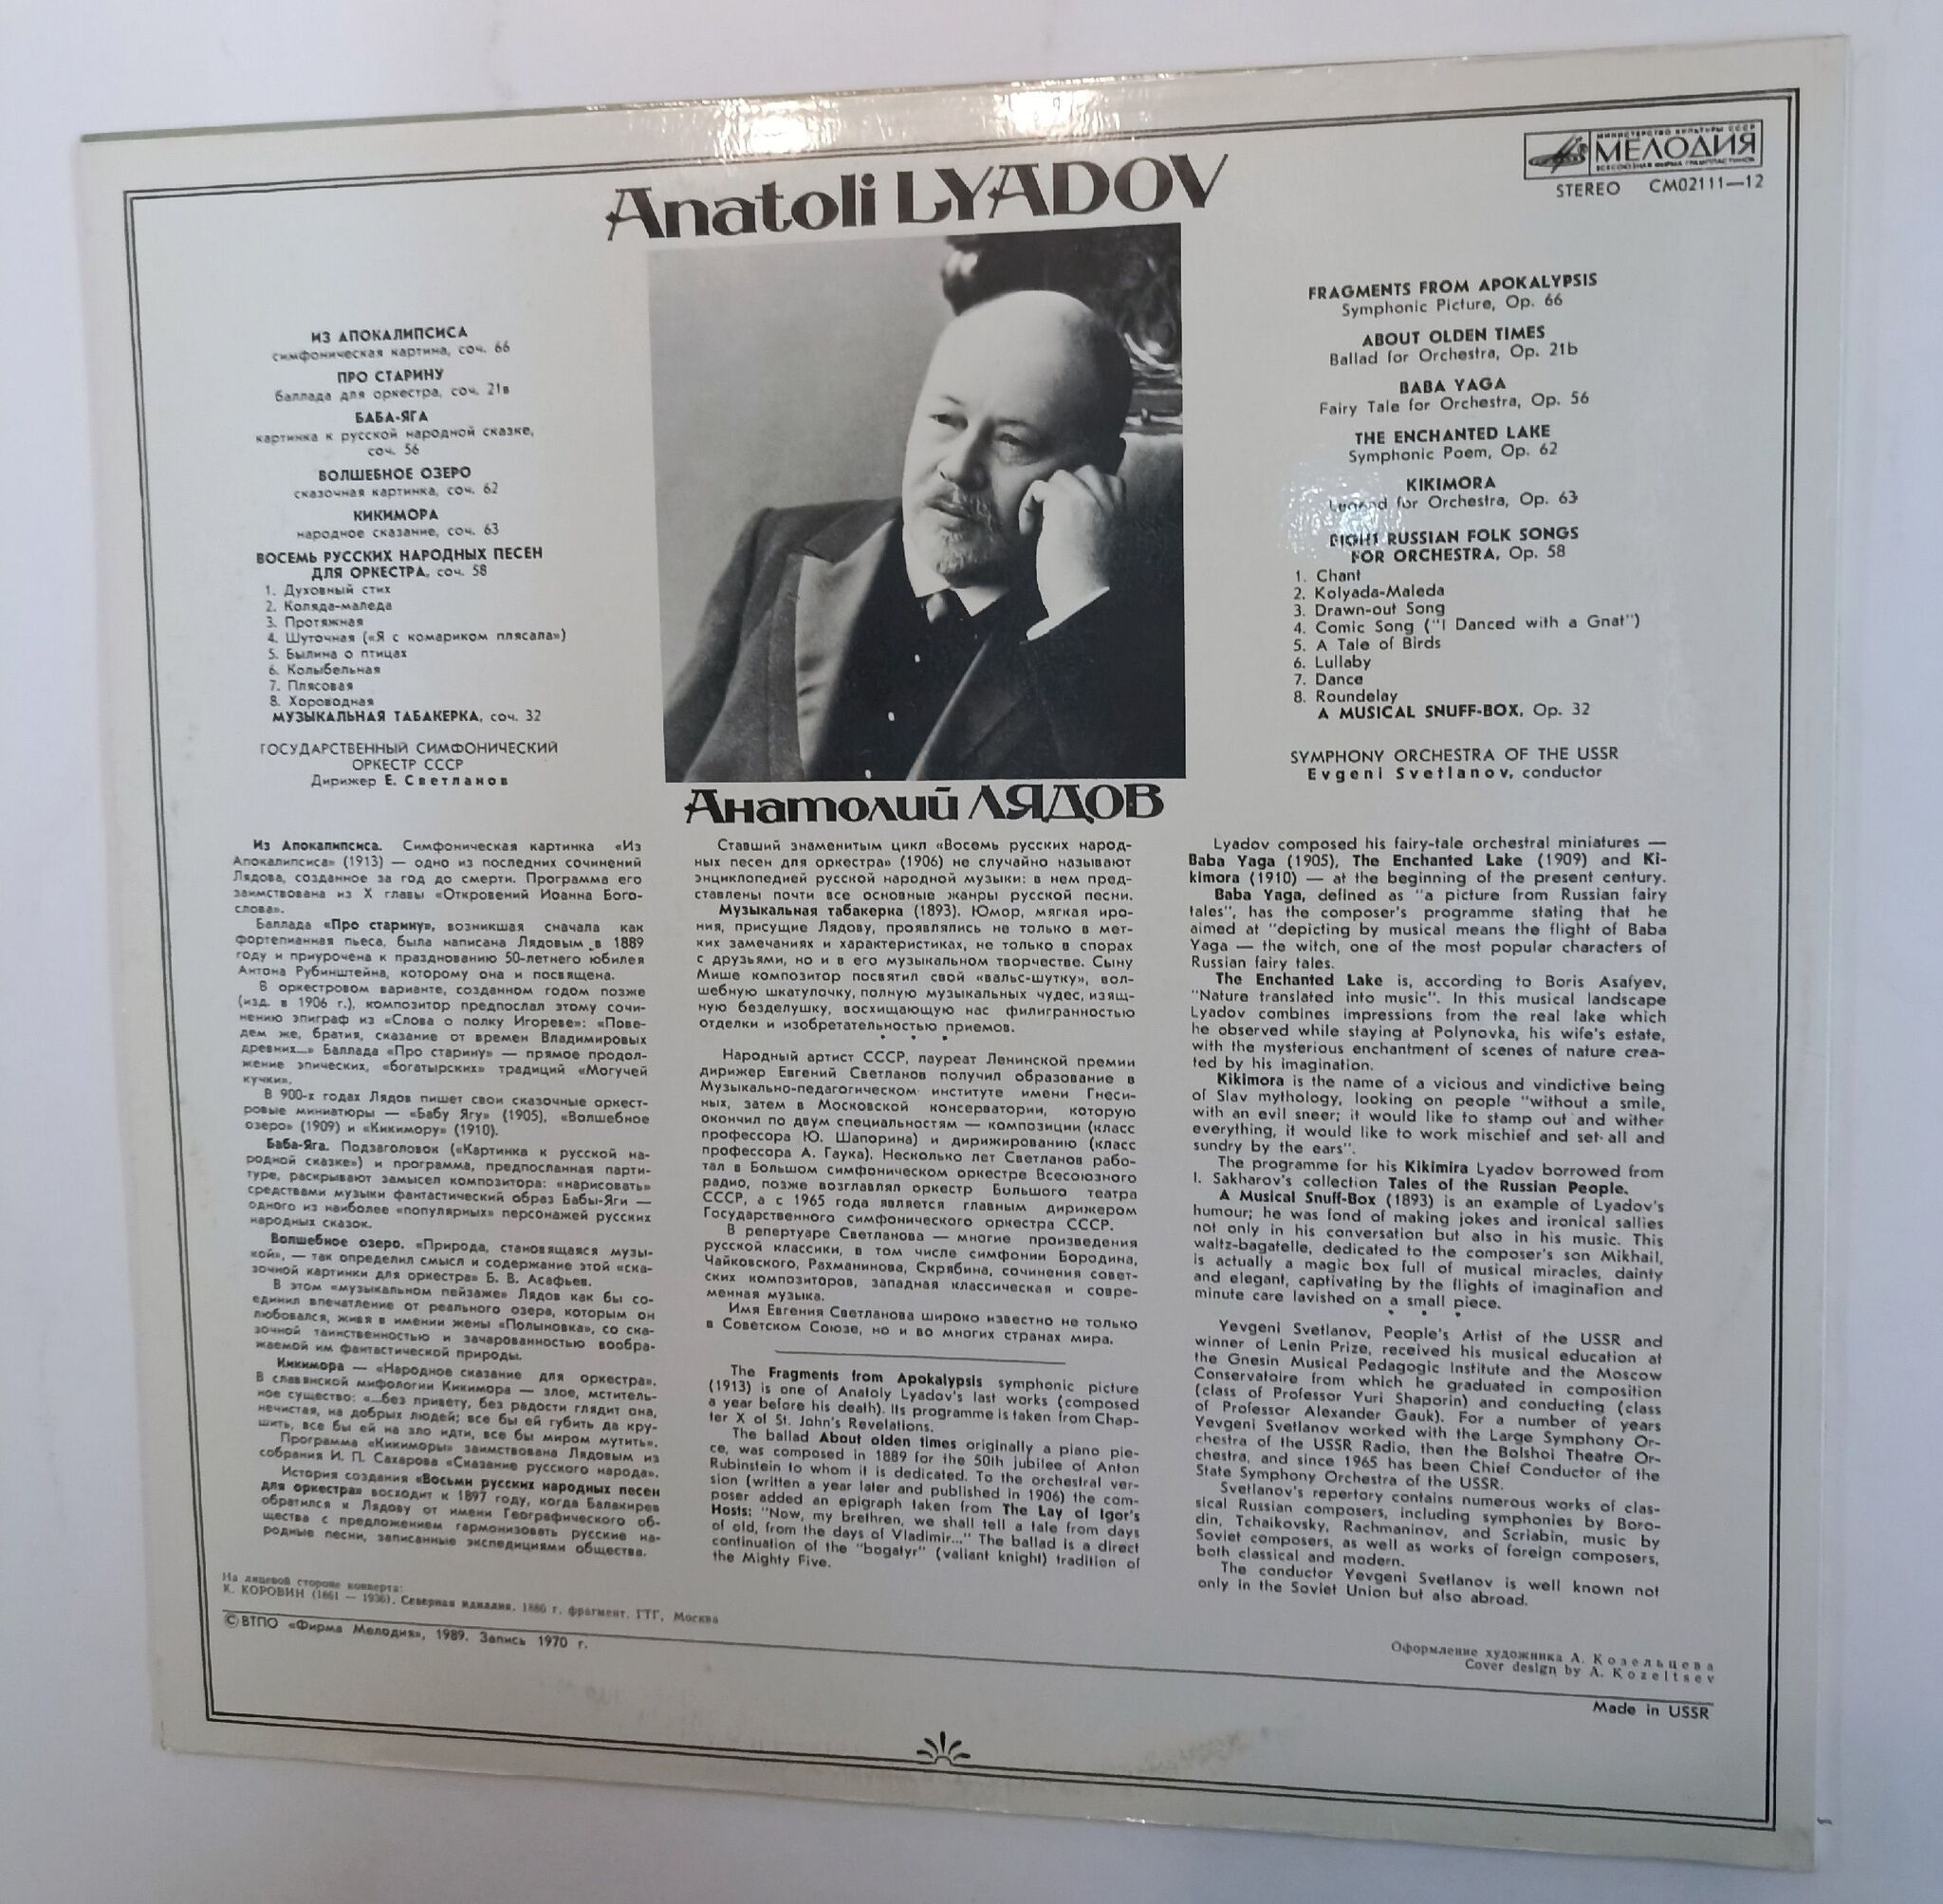 Anatoli LYADOV
МИНИСТЕРСТВО КУЛЬТУРЫ СССР
МЕЛОДИЯ
ВСЕСОЮЗНАЯ ФИРМА ГРАМПЛАСТИНОК
STEREO CM02111—12
ИЗ АПОКАЛИПСИСА
симфоническая картина, соч. 66
ПРО СТАРИНУ
баллада для оркестра, соч. 21в
БАБА-ЯГА
картинка к русской народной сказке,
соч. 56
ВОЛШЕБНОЕ ОЗЕРО
сказочная картинка, соч. 62
КИКИМОРА
народное сказание, соч. 63
ВОСЕМЬ РУССКИХ НАРОДНЫХ ПЕСЕН
ДЛЯ ОРКЕСТРА, соч. 58
1. Духовный стих
2. Коляда-маледа
3. Протяжная
4. Шуточная («Я с комариком плясала»)
5. Былина о птицах
6. Колыбельная
7. Плясовая
8. Хороводная
МУЗЫКАЛЬНАЯ ТАБАКЕРКА, соч. 32
ГОСУДАРСТВЕННЫЙ СИМФОНИЧЕСКИЙ
ОРКЕСТР СССР
Дирижер Е. Светланов
FRAGMENTS FROM APOKALYPSIS
Symphonic Picture, Op. 66
ABOUT OLDEN TIMES
Ballad for Orchestra, Op. 21b
BABA YAGA
Fairy Tale for Orchestra, Op. 56
THE ENCHANTED LAKE
Symphonic Poem, Op. 62
KIKIMORA
Legend for Orchestra, Op. 63
EIGHT RUSSIAN FOLK SONGS
FOR ORCHESTRA, Op. 58
1. Chant
2. Kolyada-Maleda
3. Drawn-out Song
4. Comic Song ("I Danced with a Gnat")
5. A Tale of Birds
6. Lullaby
7. Dance
8. Roundelay
A MUSICAL SNUFF-BOX, Op. 32
SYMPHONY ORCHESTRA OF THE USSR
Evgeni Svetlanov, conductor
Анатолий ЛЯДОВ
Из Апокалипсиса. Симфоническая картинка «Из
Апокалипсиса» (1913) — одно из последних сочинений
Лядова, созданное за год до смерти. Программа его
заимствована из X главы «Откровений Иоанна Бого-
слова».
Баллада «Про старину», возникшая сначала как
фортепианная пьеса, была написана Лядовым в 1889
году и приурочена к празднованию 50-летнего юбилея
Антона Рубинштейна, которому она и посвящена.
В оркестровом варианте, созданном годом позже
(изд. в 1906 г.), композитор предпослал этому сочи-
нению эпиграф из «Слова о полку Игореве»: «Пове-
дем же, братия, сказание от времен Владимировых
древних...» Баллада «Про старину» — прямое продол-
жение эпических, «богатырских» традиций «Могучей
кучки».
В 900-х годах Лядов пишет свои сказочные оркест-
ровые миниатюры — «Бабу Ягу» (1905), «Волшебное
озеро» (1909) и «Кикимору» (1910).
Баба-Яга. Подзаголовок («Картинка к русской на-
родной сказке») и программа, предпосланная парти-
туре, раскрывают замысел композитора: «нарисовать»
средствами музыки фантастический образ Бабы-Яги —
одного из наиболее «популярных» персонажей русских
народных сказок.
Волшебное озеро. «Природа, становящаяся музы-
кой», — так определил смысл и содержание этой «ска-
зочной картинки для оркестра» Б. В. Асафьев.
В этом «музыкальном пейзаже» Лядов как бы со-
единил впечатление от реального озера, которым он
любовался, живя в имении жены «Полыновка», со ска-
зочной таинственностью и зачарованностью вообра-
жаемой им фантастической природы.
Кикимора — «Народное сказание для оркестра».
В славянской мифологии Кикимора — злое, мститель-
ное существо: «...без привету, без радости глядит она,
нечистая, на добрых людей; все бы ей губить да кру-
шить, все бы ей на зло идти, все бы миром мутить».
Программа «Кикиморы» заимствована Лядовым из
собрания И. П. Сахарова «Сказание русского народа».
История создания «Восьми русских народных песен
для оркестра» восходит к 1897 году, когда Балакирев
обратился к Лядову от имени Географического об-
щества с предложением гармонизовать русские на-
родные песни, записанные экспедициями общества.
Ставший знаменитым цикл «Восемь русских народ-
ных песен для оркестра» (1906) не случайно называют
энциклопедией русской народной музыки: в нем пред-
ставлены почти все основные жанры русской песни.
Музыкальная табакерка (1893). Юмор, мягкая иро-
ния, присущие Лядову, проявлялись не только в мет-
ких замечаниях и характеристиках, не только в спорах
с друзьями, но и в его музыкальном творчестве. Сыну
Мише композитор посвятил свой «вальс-шутку», вол-
шебную шкатулочку, полную музыкальных чудес, изящ-
ную безделушку, восхищающую нас филигранностью
отделки и изобретательностью приемов.
Народный артист СССР, лауреат Ленинской премии
дирижер Евгений Светланов получил образование в
Музыкально-педагогическом институте имени Гнеси-
ных, затем в Московской консерватории, которую
окончил по двум специальностям — композиции (класс
профессора Ю. Шапорина) и дирижированию (класс
профессора А. Гаука). Несколько лет Светланов рабо-
тал в Большом симфоническом оркестре Всесоюзного
радио, позже возглавлял оркестр Большого театра
СССР, а с 1965 года является главным дирижером
Государственного симфонического оркестра СССР.
В репертуаре Светланова — многие произведения
русской классики, в том числе симфонии Бородина,
Чайковского, Рахманинова, Скрябина, сочинения совет-
ских композиторов, западная классическая и совре-
менная музыка.
Имя Евгения Светланова широко известно не только
в Советском Союзе, но и во многих странах мира.
The Fragments from Apokalypsis symphonic picture
(1913) is one of Anatoly Lyadov's last works (composed
a year before his death). Its programme is taken from Chap-
ter X of St. John's Revelations.
The ballad About olden times originally a piano pie-
ce, was composed in 1889 for the 50th jubilee of Anton
Rubinstein to whom it is dedicated. To the orchestral ver-
sion (written a year later and published in 1906) the com-
poser added an epigraph taken from The Lay of Igor's
Hosts: "Now, my brethren, we shall tell a tale from days
of old, from the days of Vladimir..." The ballad is a direct
continuation of the "bogatyr" (valiant knight) tradition of
the Mighty Five.
Lyadov composed his fairy-tale orchestral miniatures —
Baba Yaga (1905), The Enchanted Lake (1909) and Ki-
kimora (1910) — at the beginning of the present century.
Baba Yaga, defined as "a picture from Russian fairy
tales", has the composer's programme stating that he
aimed at "depicting by musical means the flight of Baba
Yaga — the witch, one of the most popular characters of
Russian fairy tales.
The Enchanted Lake is, according to Boris Asafyev,
"Nature translated into music". In this musical landscape
Lyadov combines impressions from the real lake which
he observed while staying at Polynovka, his wife's estate,
with the mysterious enchantment of scenes of nature crea-
ted by his imagination.
Kikimora is the name of a vicious and vindictive being
of Slav mythology, looking on people "without a smile,
with an evil sneer; it would like to stamp out and wither
everything, it would like to work mischief and set all and
sundry by the ears".
The programme for his Kikimira Lyadov borrowed from
I. Sakharov's collection Tales of the Russian People.
A Musical Snuff-Box (1893) is an example of Lyadov's
humour; he was fond of making jokes and ironical sallies
not only in his conversation but also in his music. This
waltz-bagatelle, dedicated to the composer's son Mikhail,
is actually a magic box full of musical miracles, dainty
and elegant, captivating by the flights of imagination and
minute care lavished on a small piece.
Yevgeni Svetlanov, People's Artist of the USSR and
winner of Lenin Prize, received his musical education at
the Gnesin Musical Pedagogic Institute and the Moscow
Conservatoire from which he graduated in composition
(class of Professor Yuri Shaporin) and conducting (class
of Professor Alexander Gauk). For a number of years
Yevgeni Svetlanov worked with the Large Symphony Or-
chestra of the USSR Radio, then the Bolshoi Theatre Or-
chestra, and since 1965 has been Chief Conductor of the
State Symphony Orchestra of the USSR.
Svetlanov's repertory contains numerous works of clas-
sical Russian composers, including symphonies by Boro-
din, Tchaikovsky, Rachmaninov, and Scriabin, music by
Soviet composers, as well as works of foreign composers,
both classical and modern.
The conductor Yevgeni Svetlanov is well known not
only in the Soviet Union but also abroad.
На лицевой стороне конверта:
К. КОРОВИН (1861 — 1936). Северная идиллия. 1886 г. фрагмент. ГТГ, Москва
© ВТПО «Фирма Мелодия», 1989. Запись 1970 г.
Оформление художника А. Козельцева
Cover design by A. Kozeltsev
Made in USSR